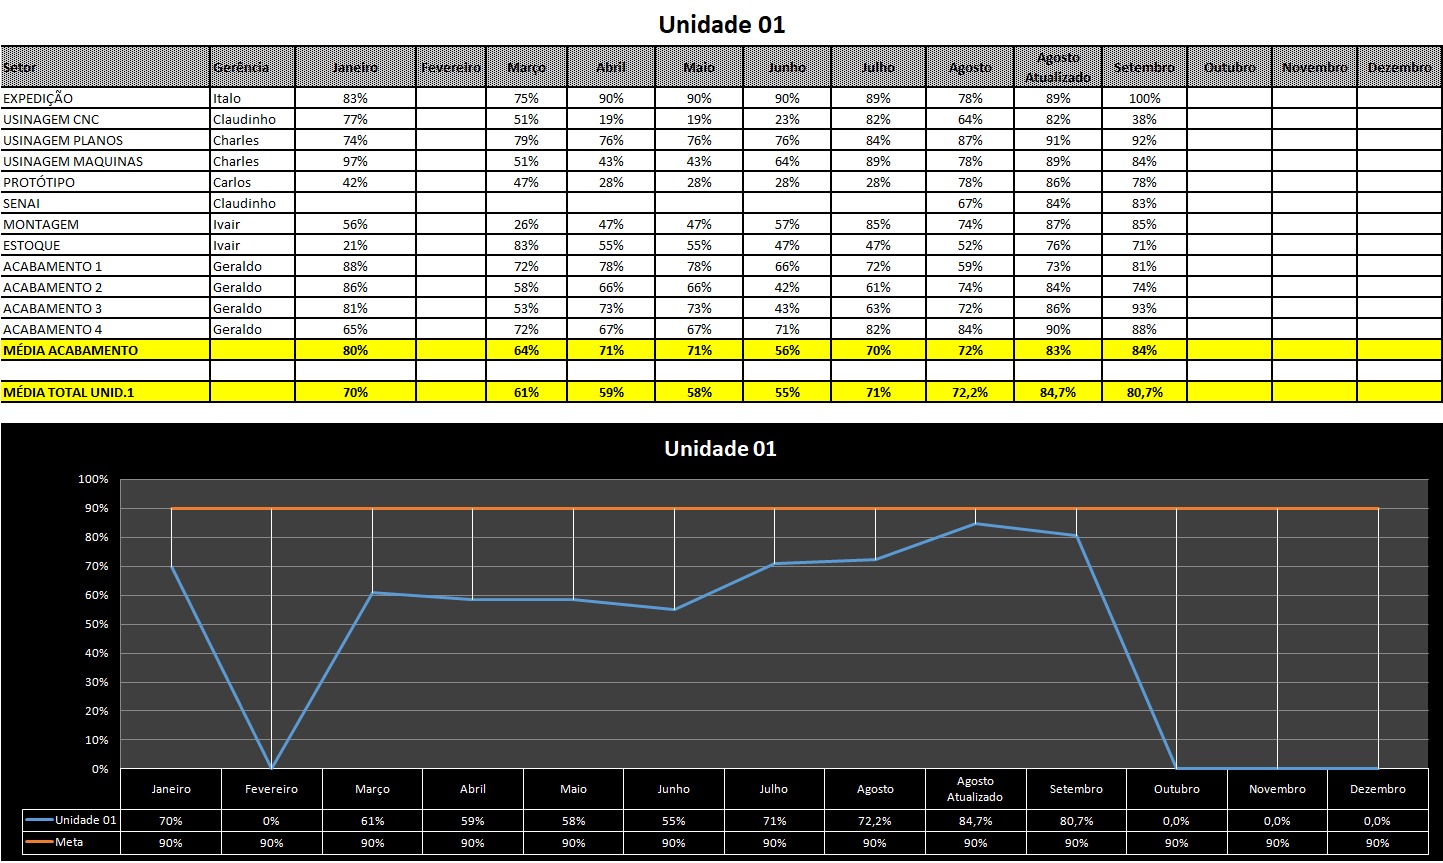 Unidade 01
Setor Gerência Janeiro Fevereiro Março Abril Maio Junho Julho Agosto Agosto Atualizado Setembro Outubro Novembro Dezembro
EXPEDIÇÃO Italo 83% 75% 90% 90% 90% 89% 78% 89% 100%
USINAGEM CNC Claudinho 77% 51% 19% 19% 23% 82% 64% 82% 38%
USINAGEM PLANOS Charles 74% 79% 76% 76% 76% 84% 87% 91% 92%
USINAGEM MAQUINAS Charles 97% 51% 43% 43% 64% 89% 78% 89% 84%
PROTÓTIPO Carlos 42% 47% 28% 28% 28% 28% 78% 86% 78%
SENAI Claudinho 67% 84% 83%
MONTAGEM Ivair 56% 26% 47% 47% 57% 85% 74% 87% 85%
ESTOQUE Ivair 21% 83% 55% 55% 47% 47% 52% 76% 71%
ACABAMENTO 1 Geraldo 88% 72% 78% 78% 66% 72% 59% 73% 81%
ACABAMENTO 2 Geraldo 86% 58% 66% 66% 42% 61% 74% 84% 74%
ACABAMENTO 3 Geraldo 81% 53% 73% 73% 43% 63% 72% 86% 93%
ACABAMENTO 4 Geraldo 65% 72% 67% 67% 71% 82% 84% 90% 88%
MÉDIA ACABAMENTO 80% 64% 71% 71% 56% 70% 72% 83% 84%
MÉDIA TOTAL UNID.1 70% 61% 59% 58% 55% 71% 72,2% 84,7% 80,7%
Unidade 01
100%
90%
80%
70%
60%
50%
40%
30%
20%
10%
0%
Janeiro Fevereiro Março Abril Maio Junho Julho Agosto Agosto Atualizado Setembro Outubro Novembro Dezembro
Unidade 01 70% 0% 61% 59% 58% 55% 71% 72,2% 84,7% 80,7% 0,0% 0,0% 0,0%
Meta 90% 90% 90% 90% 90% 90% 90% 90% 90% 90% 90% 90% 90%